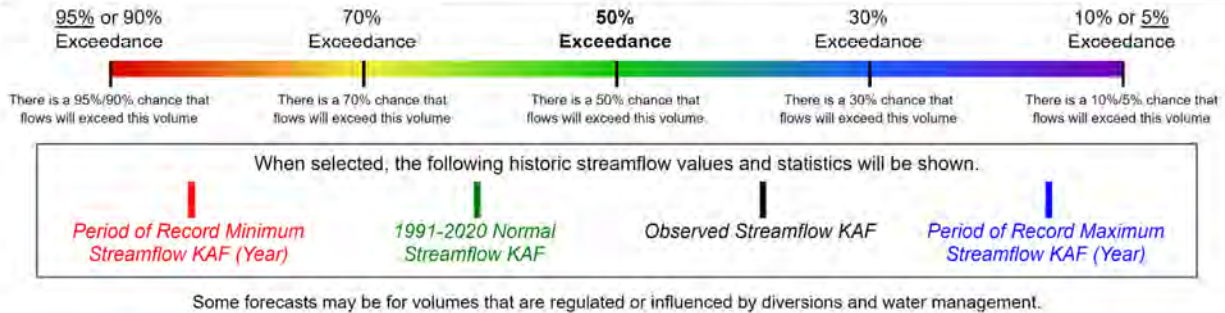 95% or 90%
Exceedance
70%
Exceedance
50%
Exceedance
30%
Exceedance
10% or 5%
Exceedance
There is a 95%/90% chance that
flows will exceed this volume
There is a 70% chance that
flows will exceed this volume
There is a 50% chance that
flows will exceed this volume
There is a 30% chance that
flows will exceed this volume
There is a 10%/5% chance that
flows will exceed this volume
When selected, the following historic streamflow values and statistics will be shown.
Period of Record Minimum
Streamflow KAF (Year)
1991-2020 Normal
Streamflow KAF
Observed Streamflow KAF
Period of Record Maximum
Streamflow KAF (Year)
Some forecasts may be for volumes that are regulated or influenced by diversions and water management.